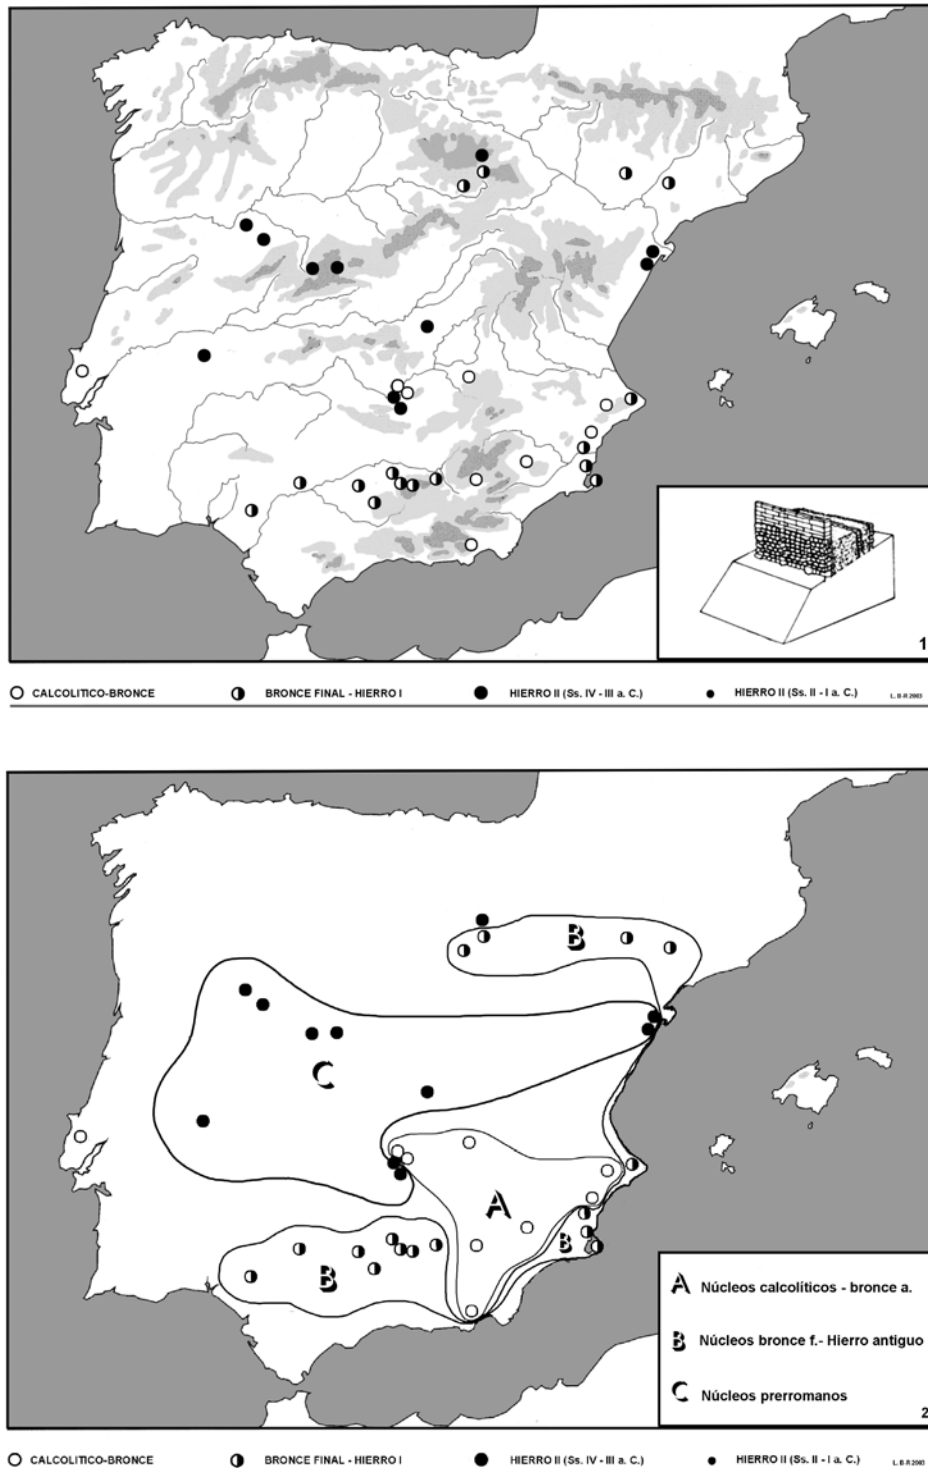 1
CALCOLITICO-BRONCE
BRONCE FINAL - HIERRO I
HIERRO II (Ss. IV - III a. C.)
HIERRO II (Ss. II - I a. C.)
L. B-R 2003
B
C
A
B
B
A Núcleos calcolíticos - bronce a.
B Núcleos bronce f.- Hierro antiguo
C Núcleos prerromanos
2
CALCOLITICO-BRONCE
BRONCE FINAL - HIERRO I
HIERRO II (Ss. IV - III a. C.)
HIERRO II (Ss. II - I a. C.)
L. B-R 2003